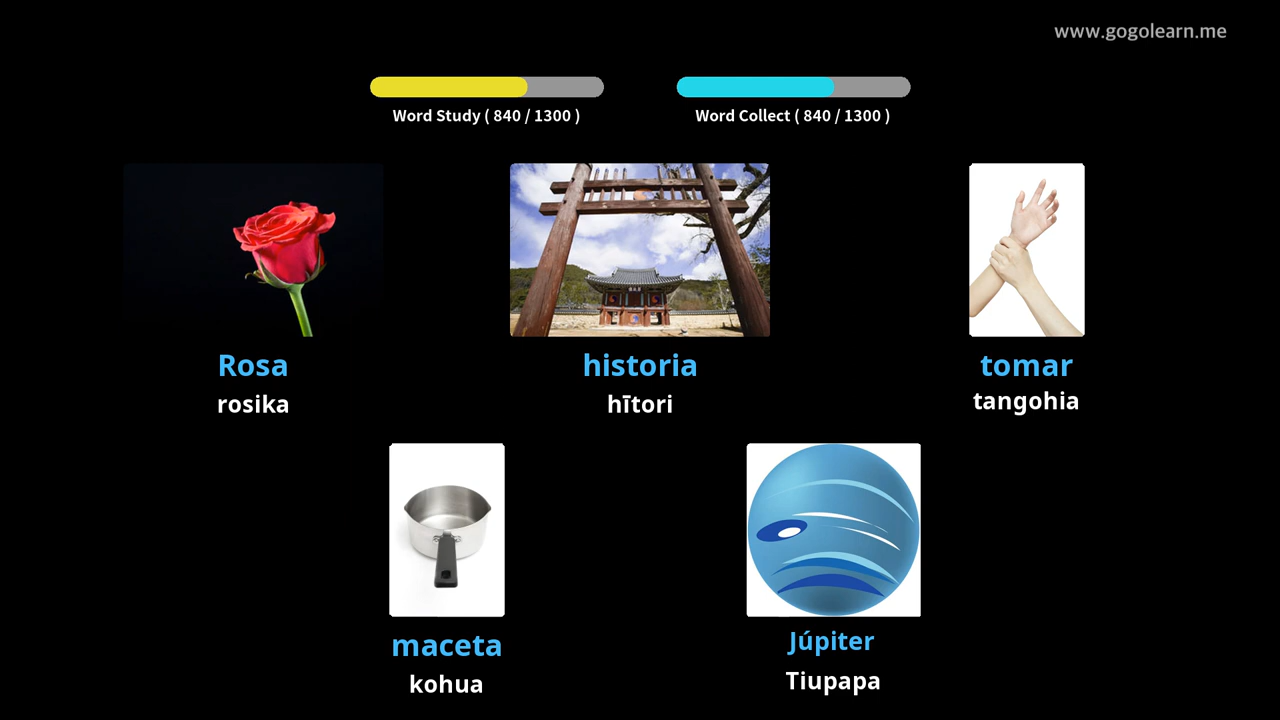 www.gogolearn.me
Word Study ( 840 / 1300 )
Word Collect ( 840 / 1300 )
Rosa
rosika
historia
hītori
tomar
tangohia
maceta
kohua
Júpiter
Tiupapa